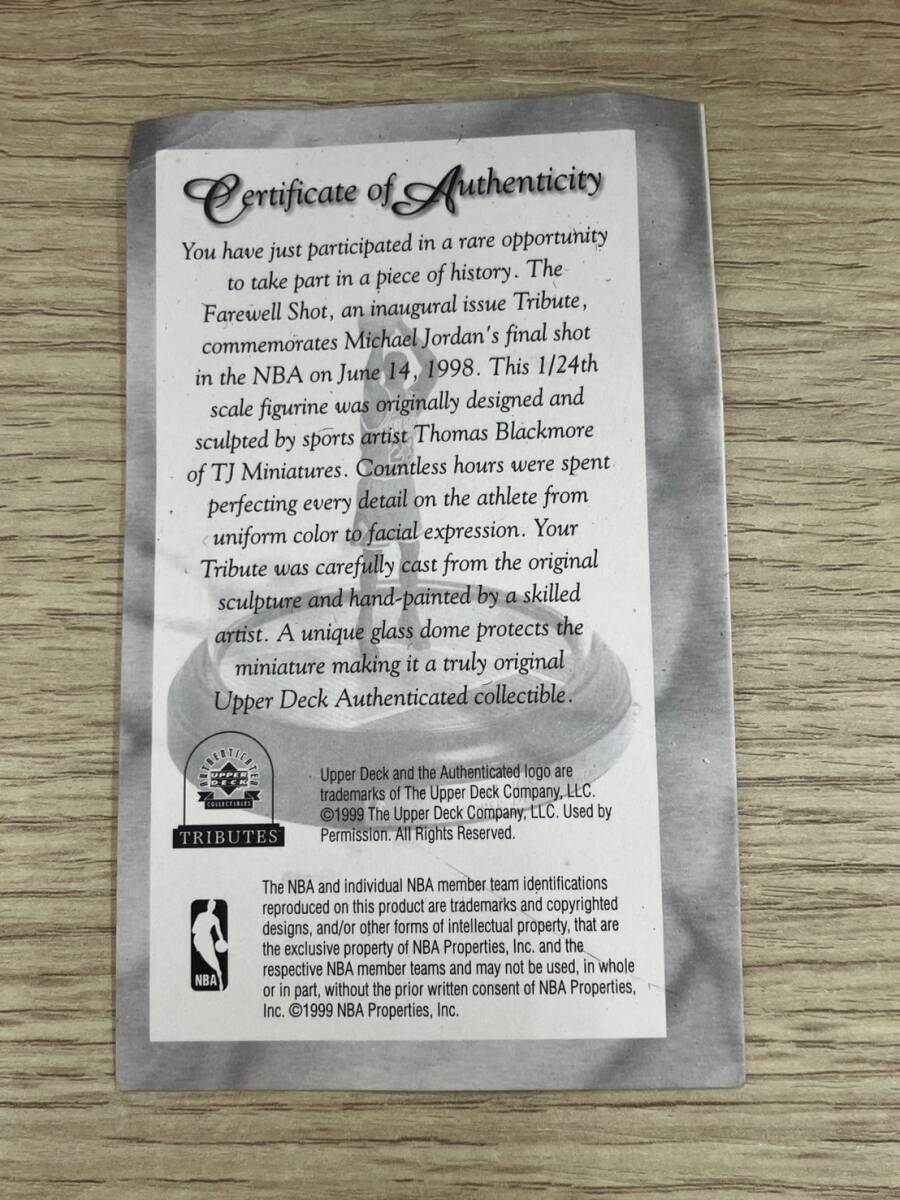 Certificate of Authenticity
You have just participated in a rare opportunity
to take part in a piece of history. The
Farewell Shot, an inaugural issue Tribute,
commemorates Michael Jordan's final shot
in the NBA on June 14, 1998. This 1/24th
scale figurine was originally designed and
sculpted by sports artist Thomas Blackmore
of TJ Miniatures. Countless hours were spent
perfecting every detail on the athlete from
uniform color to facial expression. Your
Tribute was carefully cast from the original
sculpture and hand-painted by a skilled
artist. A unique glass dome protects the
miniature making it a truly original
Upper Deck Authenticated collectible.
AUTHENTICATED
UPPER
DECK
COLLECTIBLES
TRIBUTES
Upper Deck and the Authenticated logo are
trademarks of The Upper Deck Company, LLC.
©1999 The Upper Deck Company, LLC. Used by
Permission. All Rights Reserved.
NBA
The NBA and individual NBA member team identifications
reproduced on this product are trademarks and copyrighted
designs, and/or other forms of intellectual property, that are
the exclusive property of NBA Properties, Inc. and the
respective NBA member teams and may not be used, in whole
or in part, without the prior written consent of NBA Properties,
Inc. ©1999 NBA Properties, Inc.